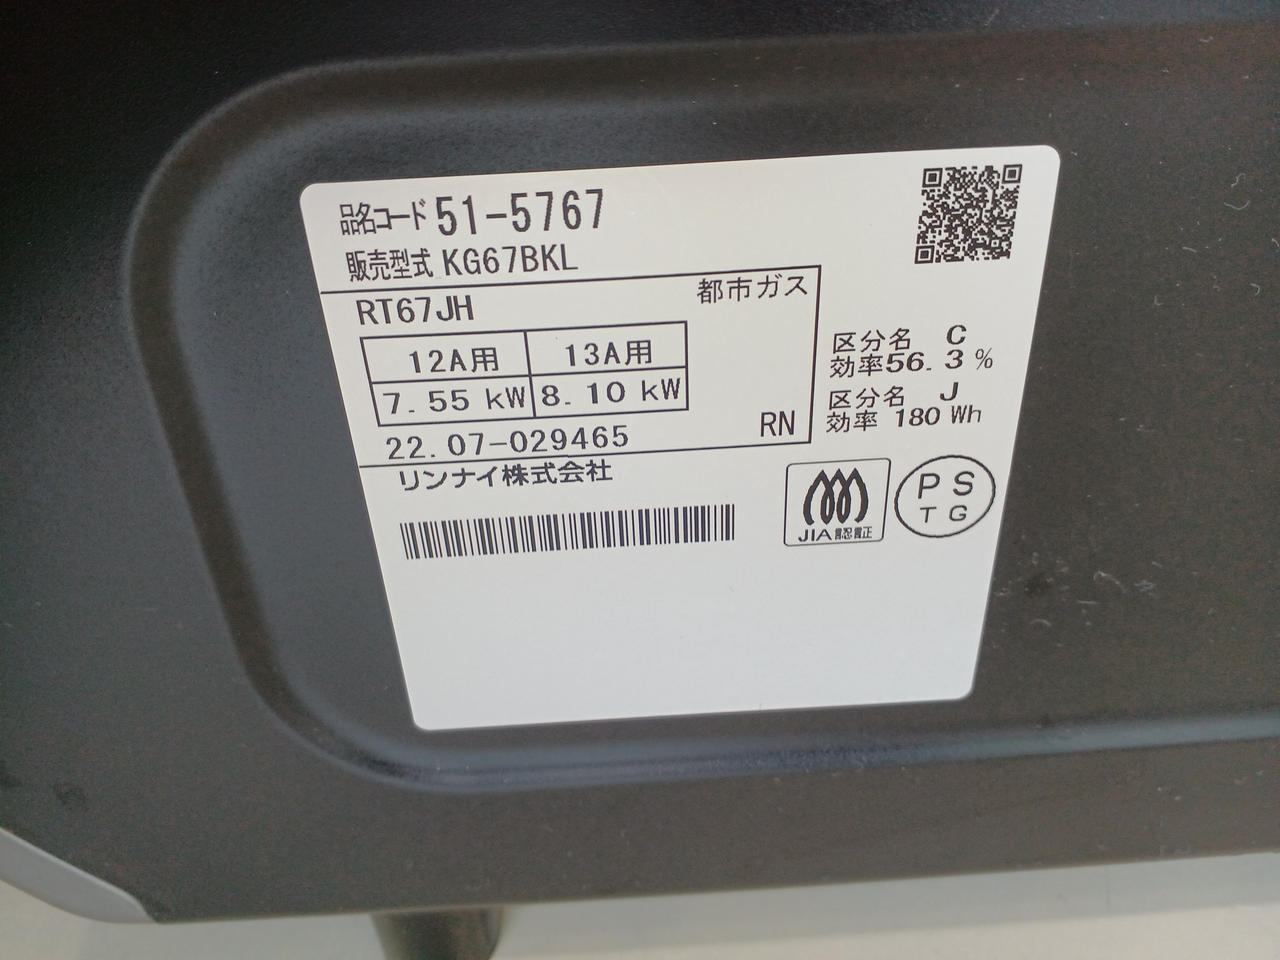 品名コード 51-5767
販売型式 KG67BKL
RT67JH 都市ガス
12A用 13A用
7.55 kW 8.10 kW
22.07-029465 RN
リンナイ株式会社
区分名 C
効率56.3%
区分名 J
効率 180 Wh
JIA認証
PS
TG